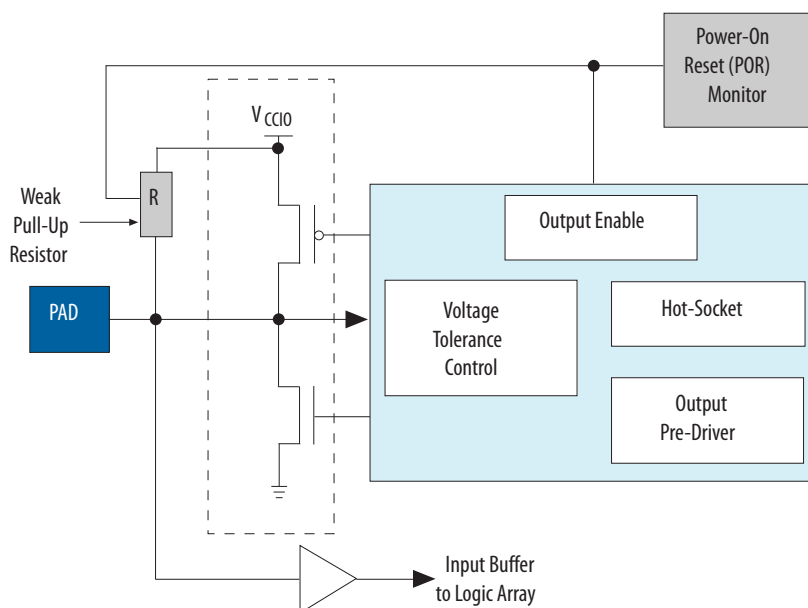 Power-On
Reset (POR)
Monitor
V CCIO
R
Weak
Pull-Up
Resistor
Output Enable
PAD
Voltage
Tolerance
Control
Hot-Socket
Output
Pre-Driver
Input Buffer
to Logic Array